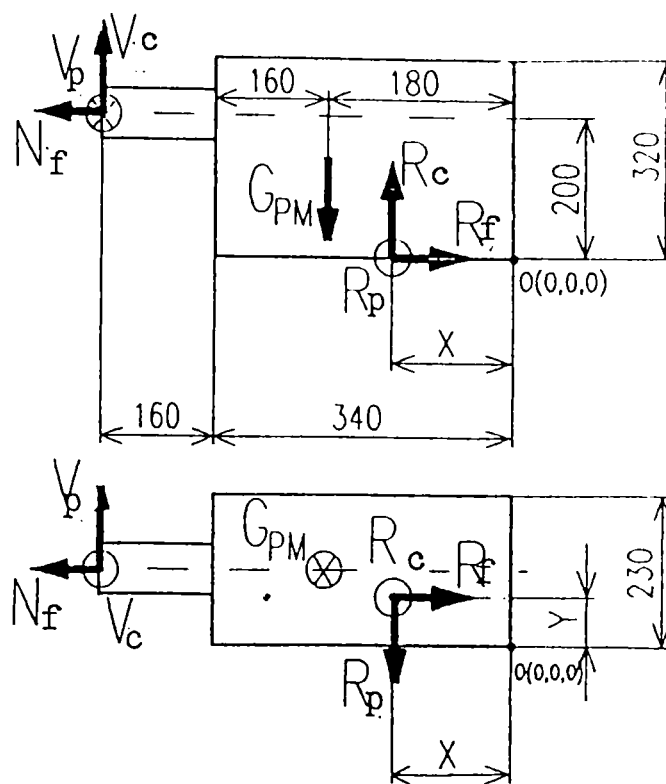 Vc
Vp
160 180
Nf
GPM
Rc
Rf
Rp
200
320
O(0,0,0)
X
160 340
Vp
GPM
Rc
Rf
Nf
Vc
Rp
Y
230
O(0,0,0)
X